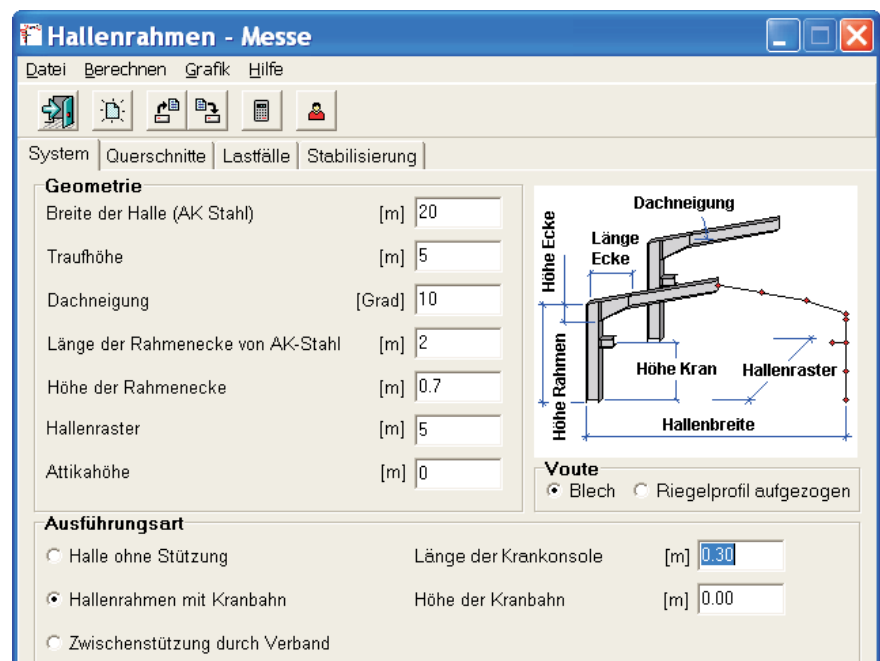 Hallenrahmen - Messe
Datei Berechnen Grafik Hilfe
System Querschnitte Lastfälle Stabilisierung
Geometrie
Breite der Halle (AK Stahl) [m] 20
Traufhöhe [m] 5
Dachneigung [Grad] 10
Länge der Rahmenecke von AK-Stahl [m] 2
Höhe der Rahmenecke [m] 0.7
Hallenraster [m] 5
Attikahöhe [m] 0
Dachneigung
Länge
Ecke
Höhe Ecke
Höhe Rahmen
Höhe Kran
Hallenraster
Hallenbreite
Voute
Blech Riegelprofil aufgezogen
Ausführungsart
Halle ohne Stützung Länge der Krankonsole [m] 0.30
Hallenrahmen mit Kranbahn Höhe der Kranbahn [m] 0.00
Zwischenstützung durch Verband